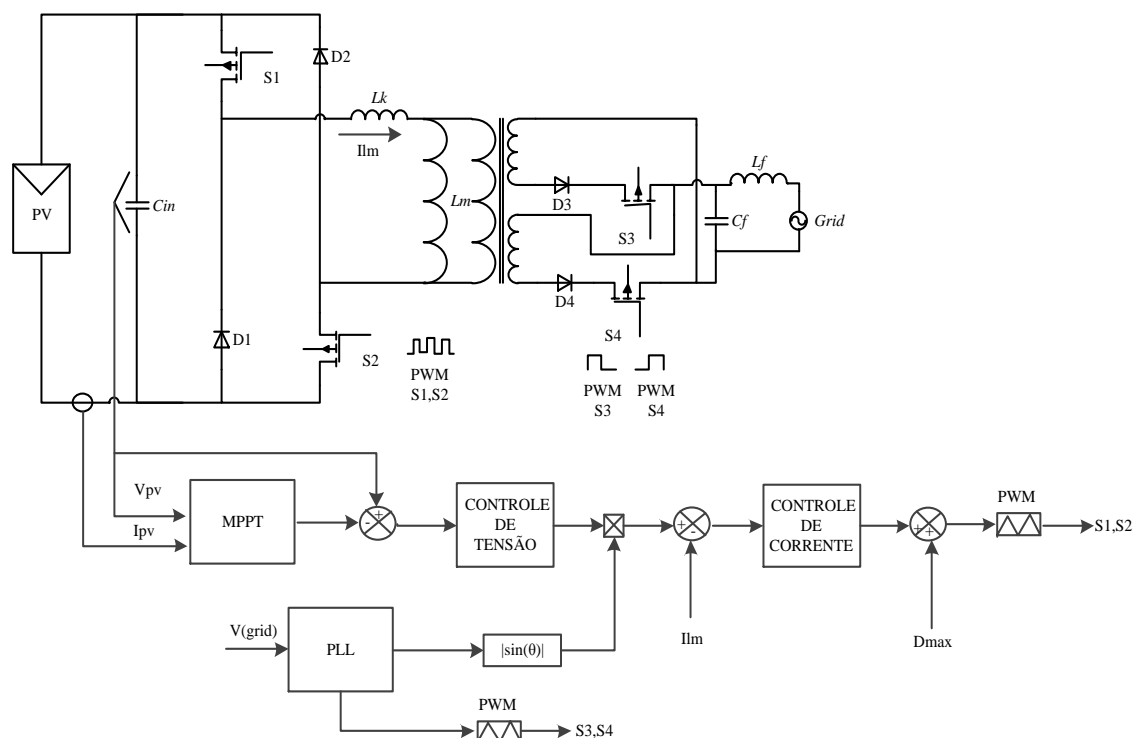 D2
S1
Lk
Ilm
Lf
PV
Cin
Lm
D3
Cf
Grid
S3
D4
D1
S2
S4
PWM
S1,S2
PWM
S3
PWM
S4
Vpv
Ipv
MPPT
-
+
CONTROLE
DE
TENSÃO
+
-
CONTROLE
DE
CORRENTE
+
+
PWM
S1,S2
V(grid)
PLL
|sin(θ)|
Ilm
Dmax
PWM
S3,S4